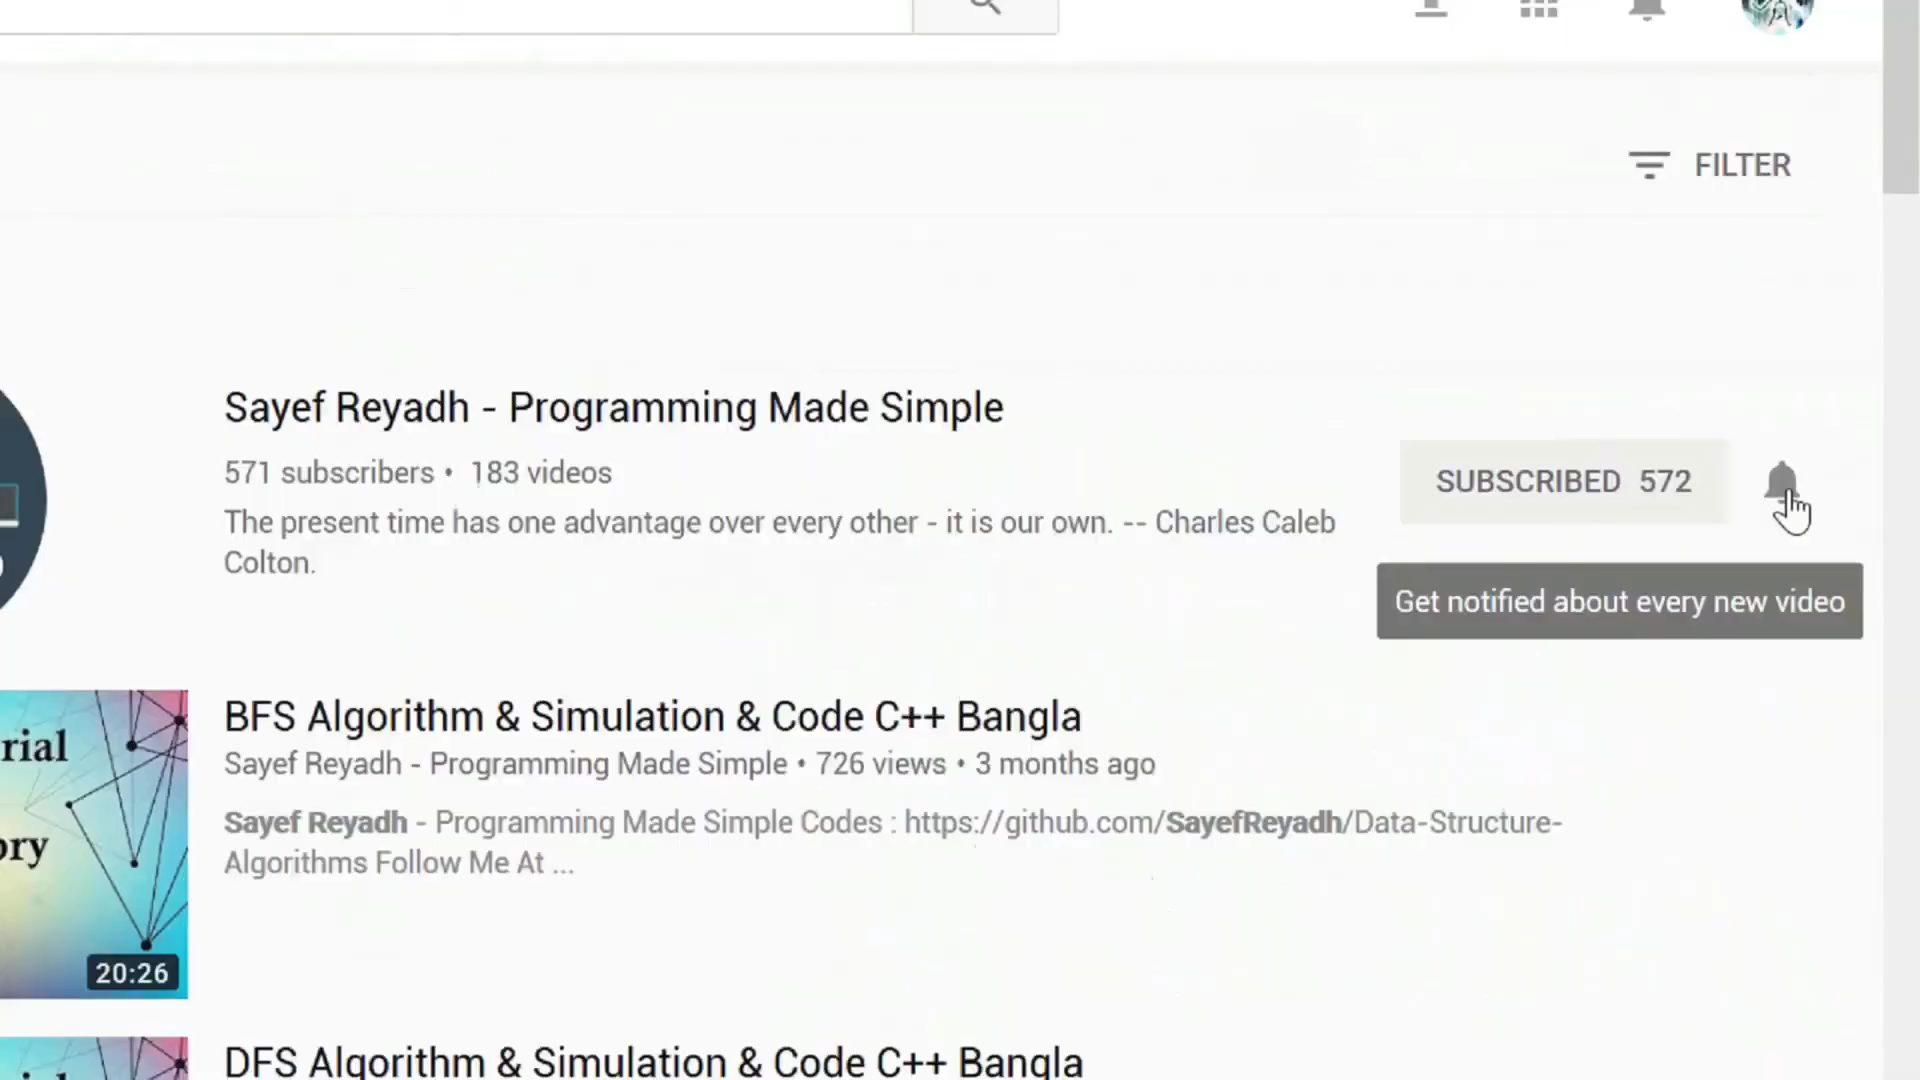 FILTER
Sayef Reyadh - Programming Made Simple
571 subscribers • 183 videos
SUBSCRIBED 572
The present time has one advantage over every other - it is our own. -- Charles Caleb
Colton.
Get notified about every new video
BFS Algorithm & Simulation & Code C++ Bangla
Sayef Reyadh - Programming Made Simple • 726 views • 3 months ago
Sayef Reyadh - Programming Made Simple Codes : https://github.com/SayefReyadh/Data-Structure-
Algorithms Follow Me At ...
rial
ory
20:26
DFS Algorithm & Simulation & Code C++ Bangla